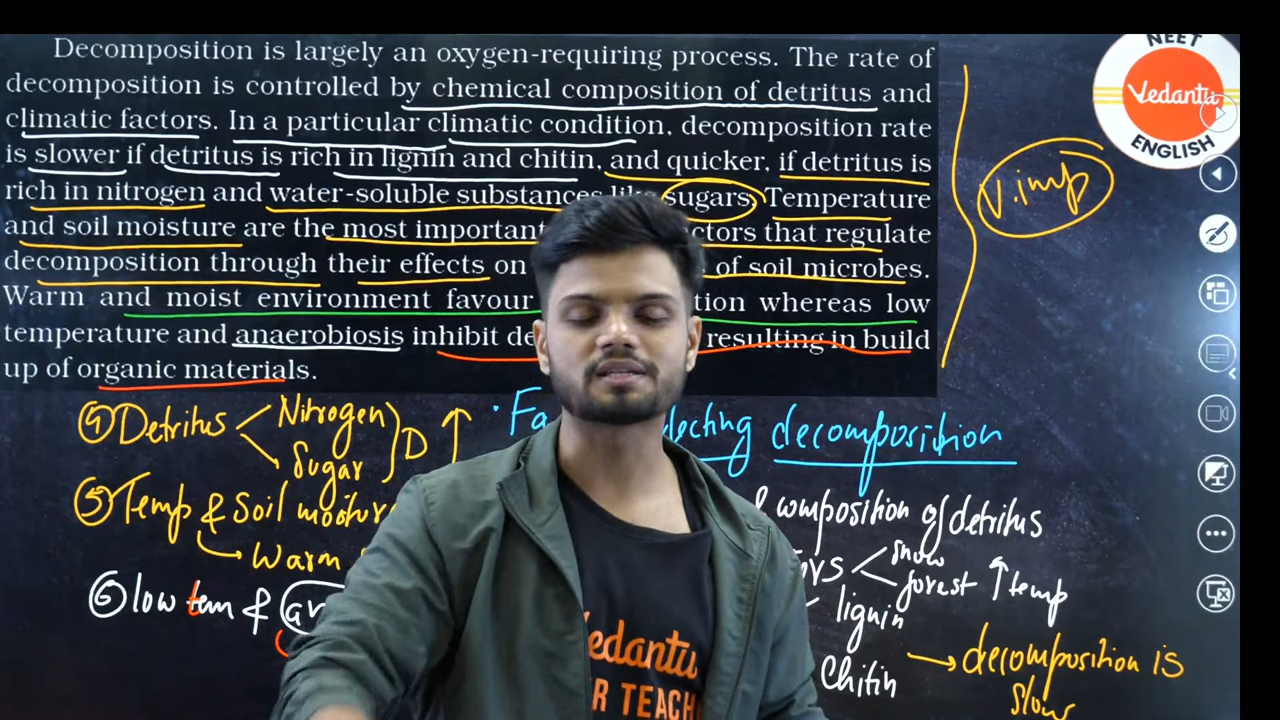 Decomposition is largely an oxygen-requiring process. The rate of
decomposition is controlled by chemical composition of detritus and
climatic factors. In a particular climatic condition, decomposition rate
is slower if detritus is rich in lignin and chitin, and quicker, if detritus is
rich in nitrogen and water-soluble substances like sugars. Temperature
and soil moisture are the most important ctors that regulate
decomposition through their effects on of soil microbes.
Warm and moist environment favour tion whereas low
temperature and anaerobiosis inhibit de resulting in build
up of organic materials.
NEET
Vedantu
ENGLISH
V.imp
④ Detritus Nitrogen
Sugar
D ↑
⑤ Temp & Soil moisture
Warm
⑥ low tem &
decomposition
composition of detritus
snow
forest ↑ temp
lignin
Chitin → decomposition is
slow
edantu
R TEACH